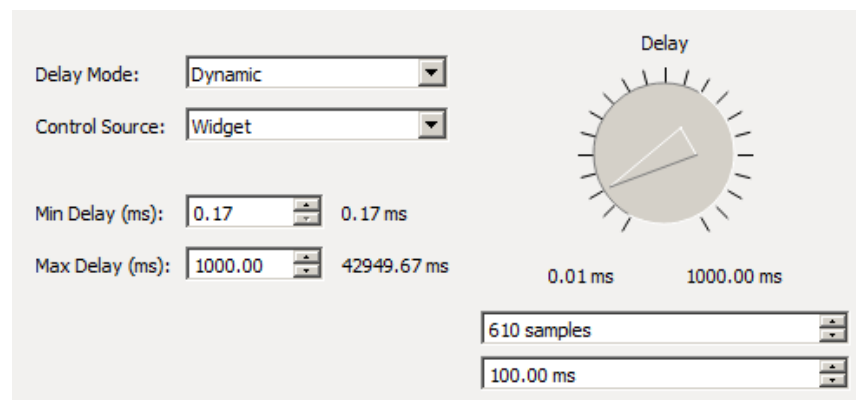 Delay
Delay Mode: Dynamic
Control Source: Widget
Min Delay (ms): 0.17 0.17 ms
Max Delay (ms): 1000.00 42949.67 ms
0.01 ms 1000.00 ms
610 samples
100.00 ms